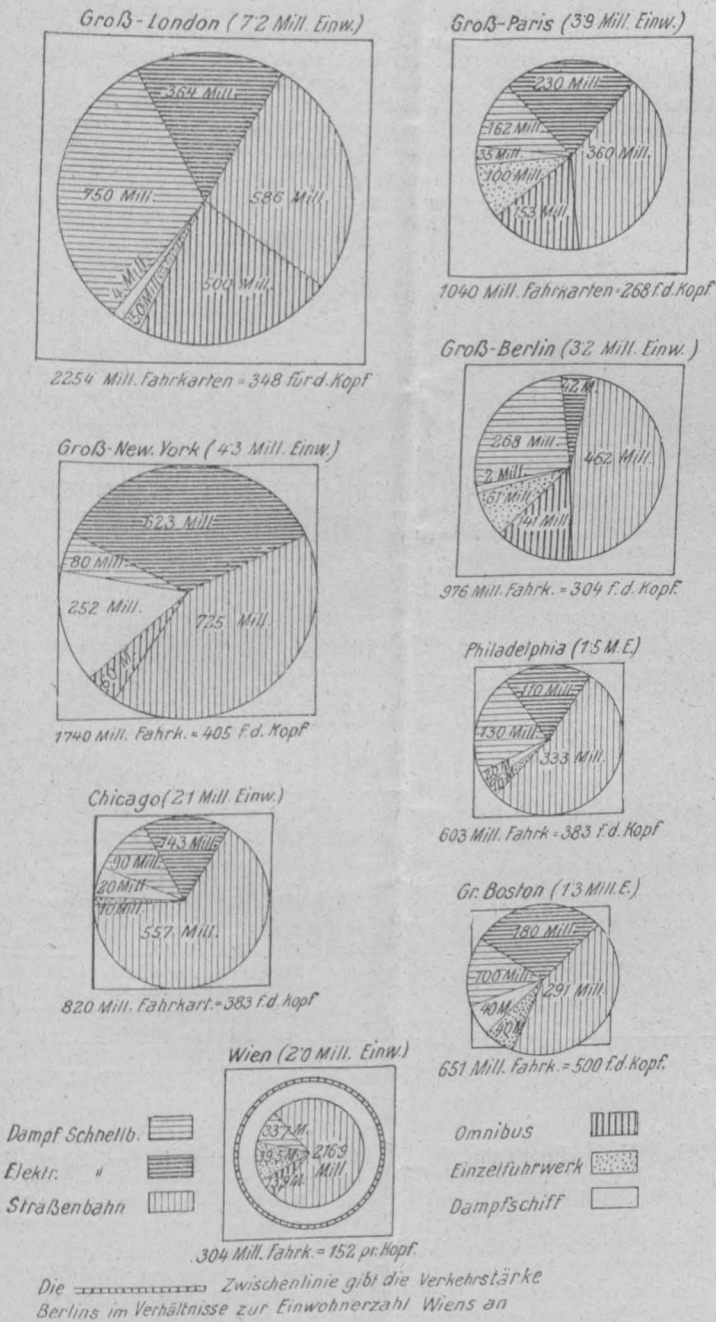 Groß-London (7·2 Mill. Einw.)
364 Mill.
750 Mill.
586 Mill.
4 Mill.
50 Mill.
500 Mill.
2254 Mill. Fahrkarten = 348 für d. Kopf
Groß-Paris (3·9 Mill. Einw.)
230 Mill.
162 Mill.
35 Mill.
360 Mill.
100 Mill.
153 Mill.
1040 Mill. Fahrkarten = 268 f. d. Kopf
Groß-Berlin (3·2 Mill. Einw.)
42 M.
268 Mill.
462 Mill.
2 Mill.
61 Mill.
141 Mill.
976 Mill. Fahrk. = 304 f. d. Kopf.
Groß-New. York (4·3 Mill. Einw.)
623 Mill.
80 Mill.
252 Mill.
725 Mill.
60 M.
1740 Mill. Fahrk. = 405 f. d. Kopf
Philadelphia (1·5 M. E.)
110 Mill.
130 Mill.
20 M.
333 Mill.
603 Mill. Fahrk = 383 f. d. Kopf
Chicago (2·1 Mill. Einw.)
143 Mill.
90 Mill.
20 Mill.
10 Mill.
557 Mill.
820 Mill. Fahrkart. = 383 f. d. Kopf
Gr. Boston (1·3 Mill. E.)
180 Mill.
100 Mill.
291 Mill.
40 M.
40 M.
651 Mill. Fahrk. = 500 f. d. Kopf.
Wien (2·0 Mill. Einw.)
33·7 M.
39,5 M.
216·9
Mill.
13,9 M.
304 Mill. Fahrk. = 152 pr. Kopf.
Dampf Schnellb.
Elektr. "
Straßenbahn
Omnibus
Einzelfuhrwerk
Dampfschiff
Die Zwischenlinie gibt die Verkehrstärke
Berlins im Verhältnisse zur Einwohnerzahl Wiens an